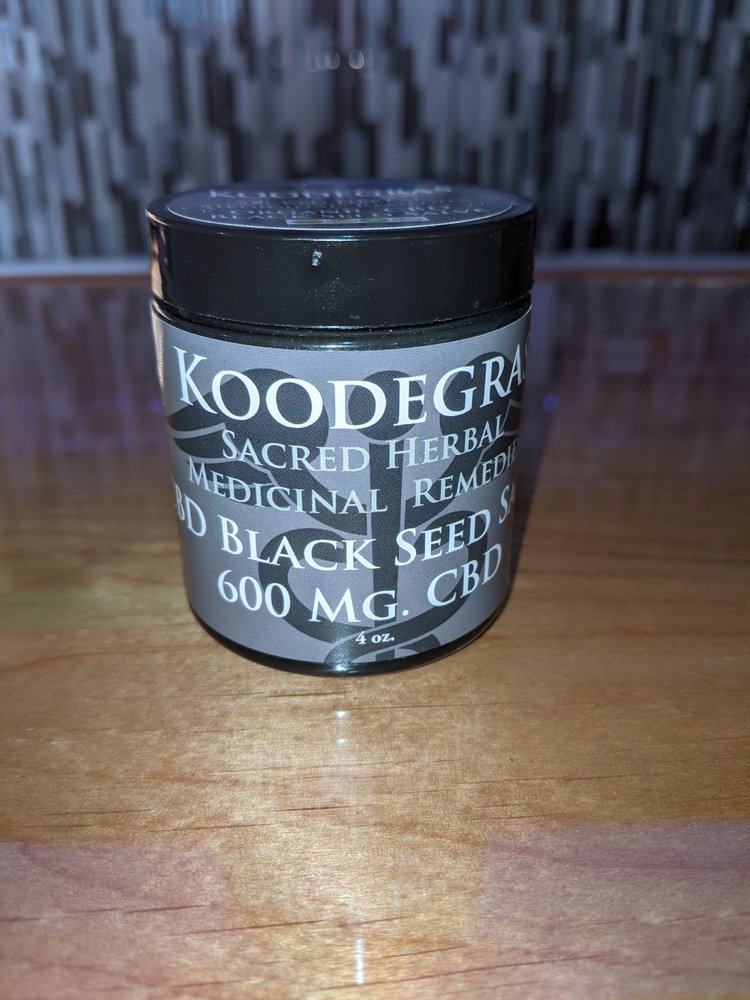 KOODEGRAS
SACRED HERBAL
MEDICINAL REMEDIE
BD BLACK SEED SA
600 MG. CBD
4 oz.